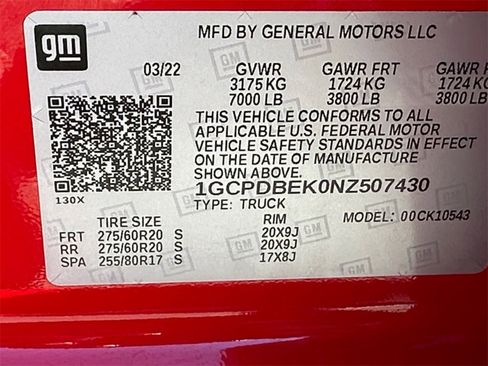 gm
MFD BY GENERAL MOTORS LLC
03/22 GVWR GAWR FRT GAWR
3175 KG 1724 KG 1724 KG
7000 LB 3800 LB 3800 LB
THIS VEHICLE CONFORMS TO ALL
APPLICABLE U.S. FEDERAL MOTOR
VEHICLE SAFETY STANDARDS IN EFFECT
ON THE DATE OF MANUFACTURE
SHOWN ABOVE.
1GCPDBEK0NZ507430
130X
TYPE: TRUCK MODEL: 00CK10543
TIRE SIZE RIM
FRT 275/60R20 S 20X9J
RR 275/60R20 S 20X9J
SPA 255/80R17 S 17X8J